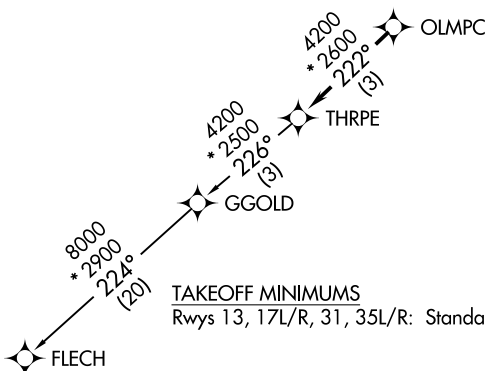 OLMPC
4200
* 2600
222°
(3)
THRPE
4200
* 2500
226°
(3)
GGOLD
8000
* 2900
224°
(20)
TAKEOFF MINIMUMS
Rwys 13, 17L/R, 31, 35L/R: Standa
FLECH